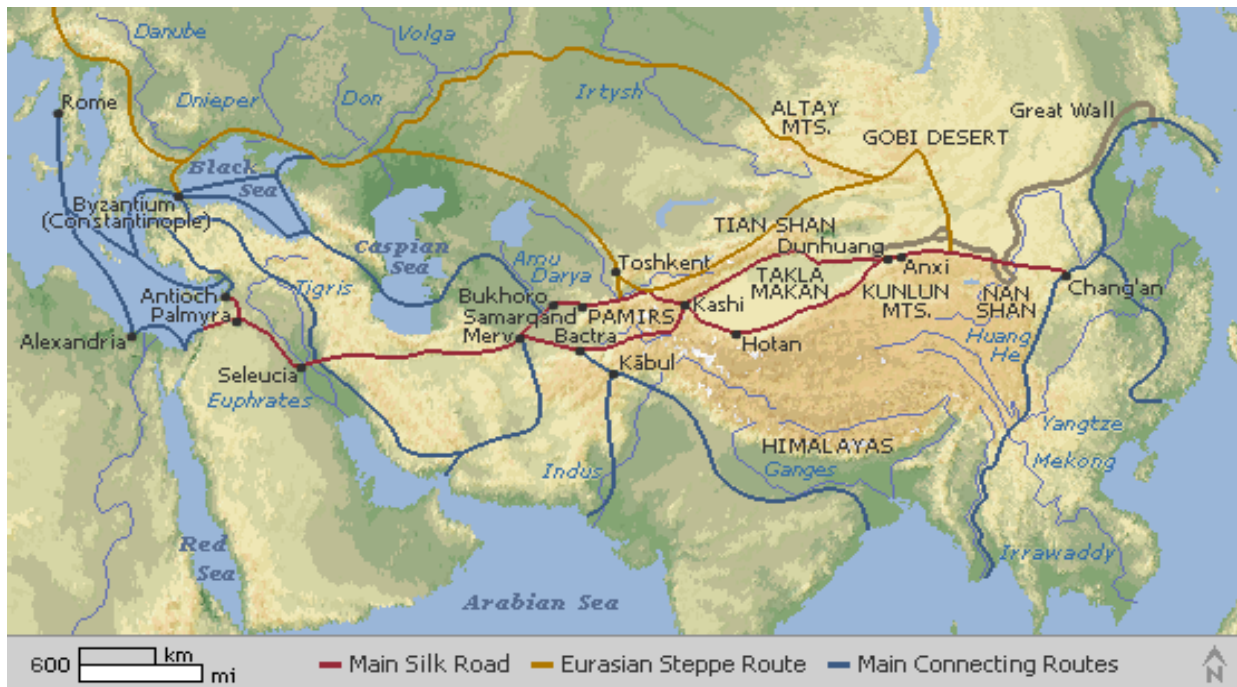 Danube
Volga
Rome
Dnieper
Don
Irtysh
ALTAY
MTS.
Great Wall
GOBI DESERT
Black
Sea
Byzantium
(Constantinople)
TIAN SHAN
Caspian
Sea
Dunhuang
Amu
Darya
Toshkent
Anxi
Tigris
TAKLA
MAKAN
KUNLUN
MTS.
NAN
SHAN
Chang'an
Antioch
Palmyra
Bukhoro
Samarqand
PAMIRS
Kashi
Alexandria
Merv
Bactra
Hotan
Huang
He
Seleucia
Kābul
Euphrates
Yangtze
HIMALAYAS
Indus
Ganges
Mekong
Red
Sea
Irrawaddy
Arabian Sea
600 km
mi
Main Silk Road
Eurasian Steppe Route
Main Connecting Routes
N